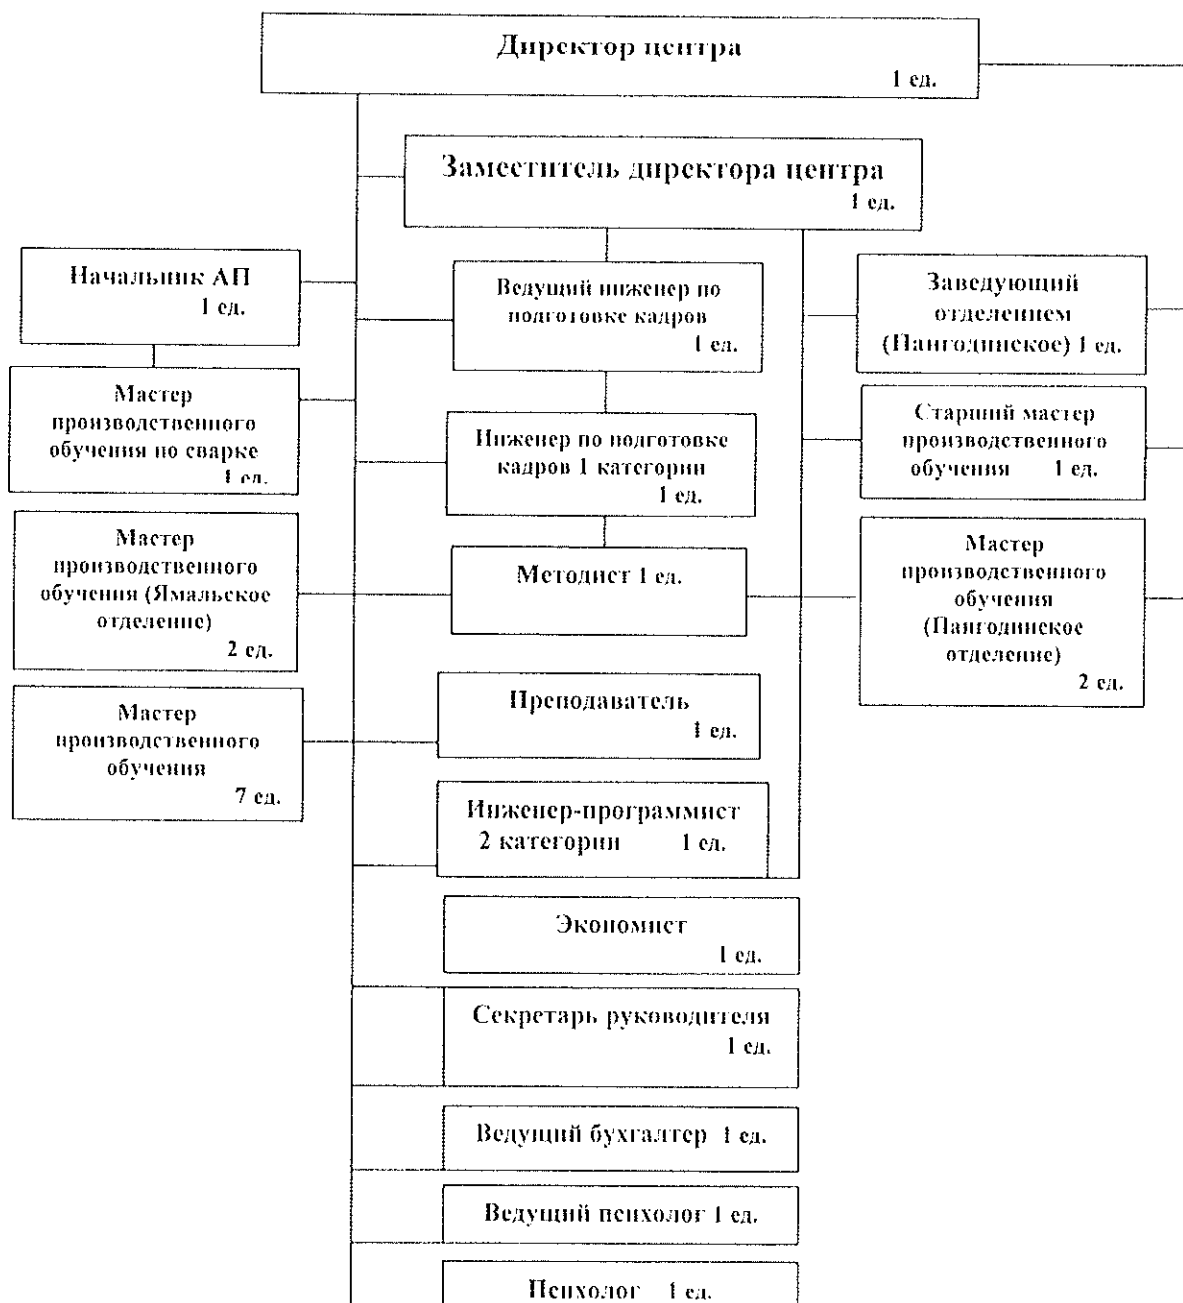 Директор центра
1 ед.
Заместитель директора центра
1 ед.
Начальник АП
1 ед.
Ведущий инженер по
подготовке кадров
1 ед.
Заведующий
отделением
(Пангодинское) 1 ед.
Мастер
производственного
обучения по сварке
1 ед.
Инженер по подготовке
кадров 1 категории
1 ед.
Старший мастер
производственного
обучения 1 ед.
Мастер
производственного
обучения (Ямальское
отделение)
2 ед.
Методист 1 ед.
Мастер
производственного
обучения
(Пангодинское
отделение)
2 ед.
Мастер
производственного
обучения
7 ед.
Преподаватель
1 ед.
Инженер-программист
2 категории 1 ед.
Экономист
1 ед.
Секретарь руководителя
1 ед.
Ведущий бухгалтер 1 ед.
Ведущий психолог 1 ед.
Психолог 1 ед.